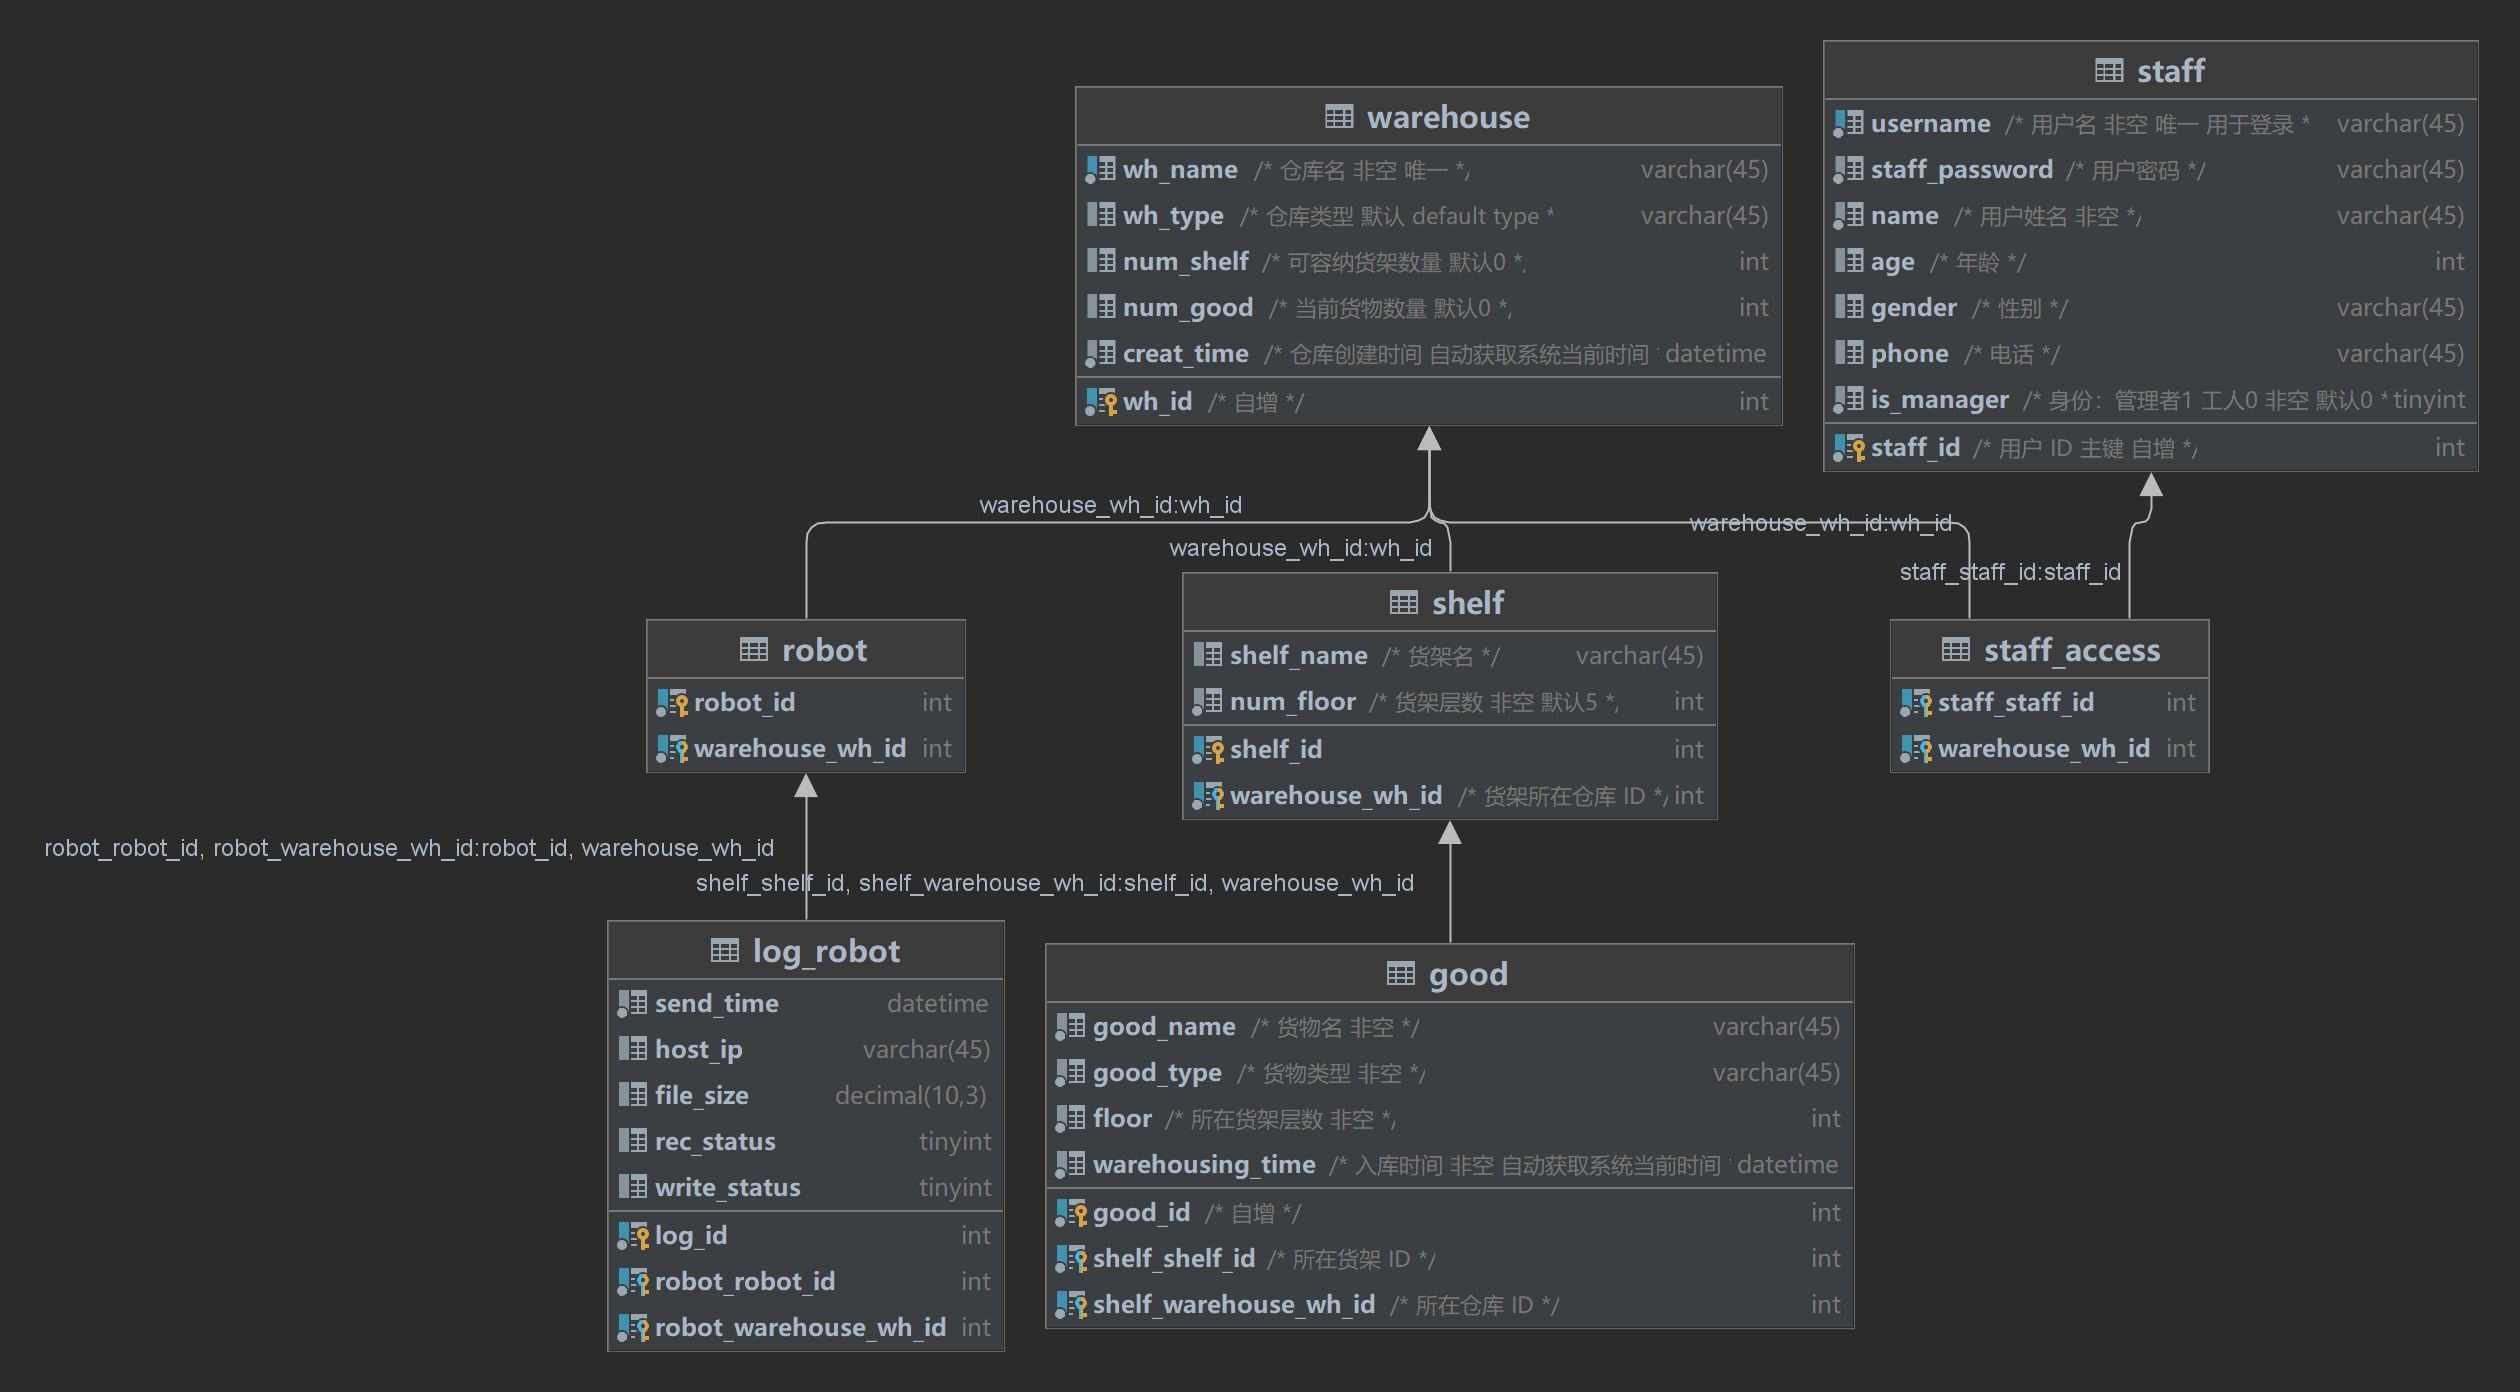 staff
username /* 用户名 非空 唯一 用于登录 * varchar(45)
staff_password /* 用户密码 */ varchar(45)
name /* 用户姓名 非空 */ varchar(45)
age /* 年龄 */ int
gender /* 性别 */ varchar(45)
phone /* 电话 */ varchar(45)
is_manager /* 身份：管理者1 工人0 非空 默认0 * tinyint
staff_id /* 用户 ID 主键 自增 */ int
warehouse
wh_name /* 仓库名 非空 唯一 */ varchar(45)
wh_type /* 仓库类型 默认 default type * varchar(45)
num_shelf /* 可容纳货架数量 默认0 */ int
num_good /* 当前货物数量 默认0 */ int
creat_time /* 仓库创建时间 自动获取系统当前时间 datetime
wh_id /* 自增 */ int
warehouse_wh_id:wh_id
warehouse_wh_id:wh_id
warehouse_wh_id:wh_id
staff_staff_id:staff_id
robot
robot_id int
warehouse_wh_id int
shelf
shelf_name /* 货架名 */ varchar(45)
num_floor /* 货架层数 非空 默认5 */ int
shelf_id int
warehouse_wh_id /* 货架所在仓库 ID */ int
staff_access
staff_staff_id int
warehouse_wh_id int
robot_robot_id, robot_warehouse_wh_id:robot_id, warehouse_wh_id
shelf_shelf_id, shelf_warehouse_wh_id:shelf_id, warehouse_wh_id
log_robot
send_time datetime
host_ip varchar(45)
file_size decimal(10,3)
rec_status tinyint
write_status tinyint
log_id int
robot_robot_id int
robot_warehouse_wh_id int
good
good_name /* 货物名 非空 */ varchar(45)
good_type /* 货物类型 非空 */ varchar(45)
floor /* 所在货架层数 非空 */ int
warehousing_time /* 入库时间 非空 自动获取系统当前时间 datetime
good_id /* 自增 */ int
shelf_shelf_id /* 所在货架 ID */ int
shelf_warehouse_wh_id /* 所在仓库 ID */ int